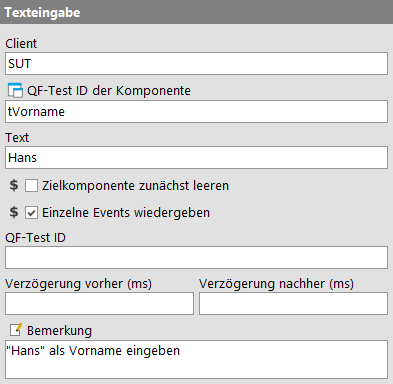 Texteingabe
Client
SUT
QF-Test ID der Komponente
tVorname
Text
Hans
$ Zielkomponente zunächst leeren
$ Einzelne Events wiedergeben
QF-Test ID
Verzögerung vorher (ms) Verzögerung nachher (ms)
Bemerkung
"Hans" als Vorname eingeben